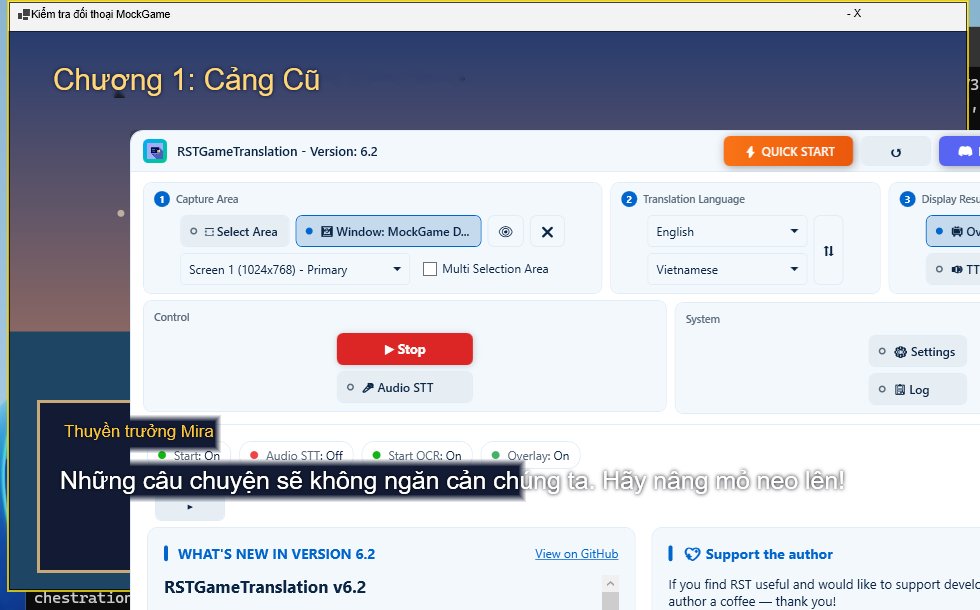 Kiểm tra đối thoại MockGame
- X
Chương 1: Cảng Cũ
RSTGameTranslation - Version: 6.2
QUICK START
1 Capture Area
Select Area
Window: MockGame D...
Screen 1 (1024x768) - Primary
Multi Selection Area
2 Translation Language
English
Vietnamese
3 Display Resu
Ov
TT
Control
Stop
Audio STT
System
Settings
Log
Thuyền trưởng Mira
Start: On
Audio STT: Off
Start OCR: On
Overlay: On
Những câu chuyện sẽ không ngăn cản chúng ta. Hãy nâng mỏ neo lên!
WHAT'S NEW IN VERSION 6.2
View on GitHub
RSTGameTranslation v6.2
Support the author
If you find RST useful and would like to support develo
author a coffee — thank you!
chestration